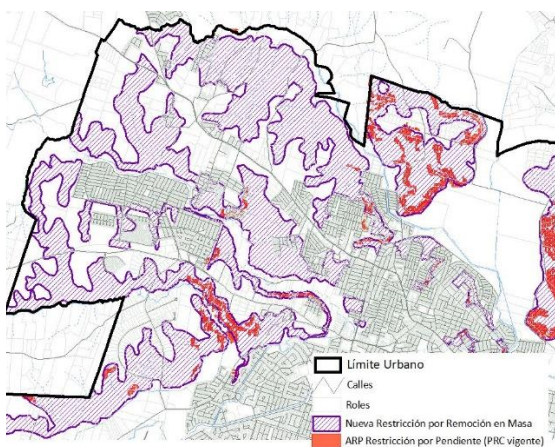 Límite Urbano
Calles
Roles
Nueva Restricción por Remoción en Masa
ARP Restricción por Pendiente (PRC vigente)